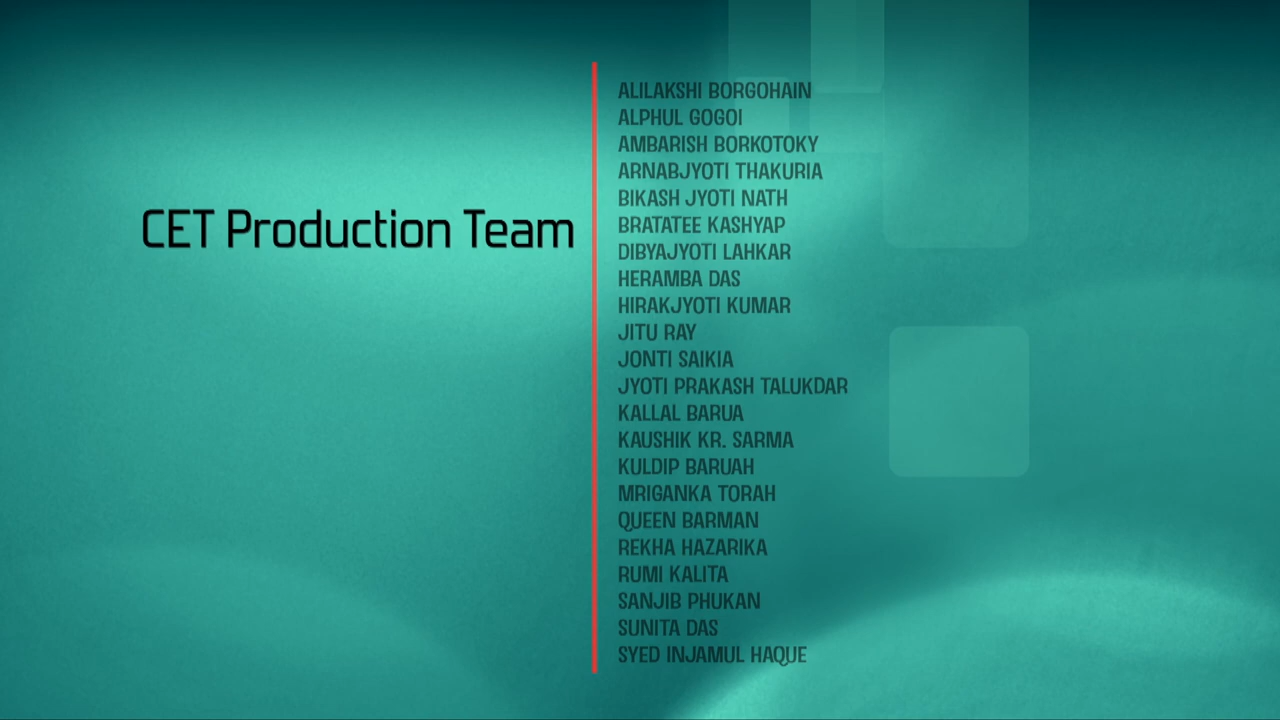 CET Production Team
ALILAKSHI BORGOHAIN
ALPHUL GOGOI
AMBARISH BORKOTOKY
ARNABJYOTI THAKURIA
BIKASH JYOTI NATH
BRATATEE KASHYAP
DIBYAJYOTI LAHKAR
HERAMBA DAS
HIRAKJYOTI KUMAR
JITU RAY
JONTI SAIKIA
JYOTI PRAKASH TALUKDAR
KALLAL BARUA
KAUSHIK KR. SARMA
KULDIP BARUAH
MRIGANKA TORAH
QUEEN BARMAN
REKHA HAZARIKA
RUMI KALITA
SANJIB PHUKAN
SUNITA DAS
SYED INJAMUL HAQUE